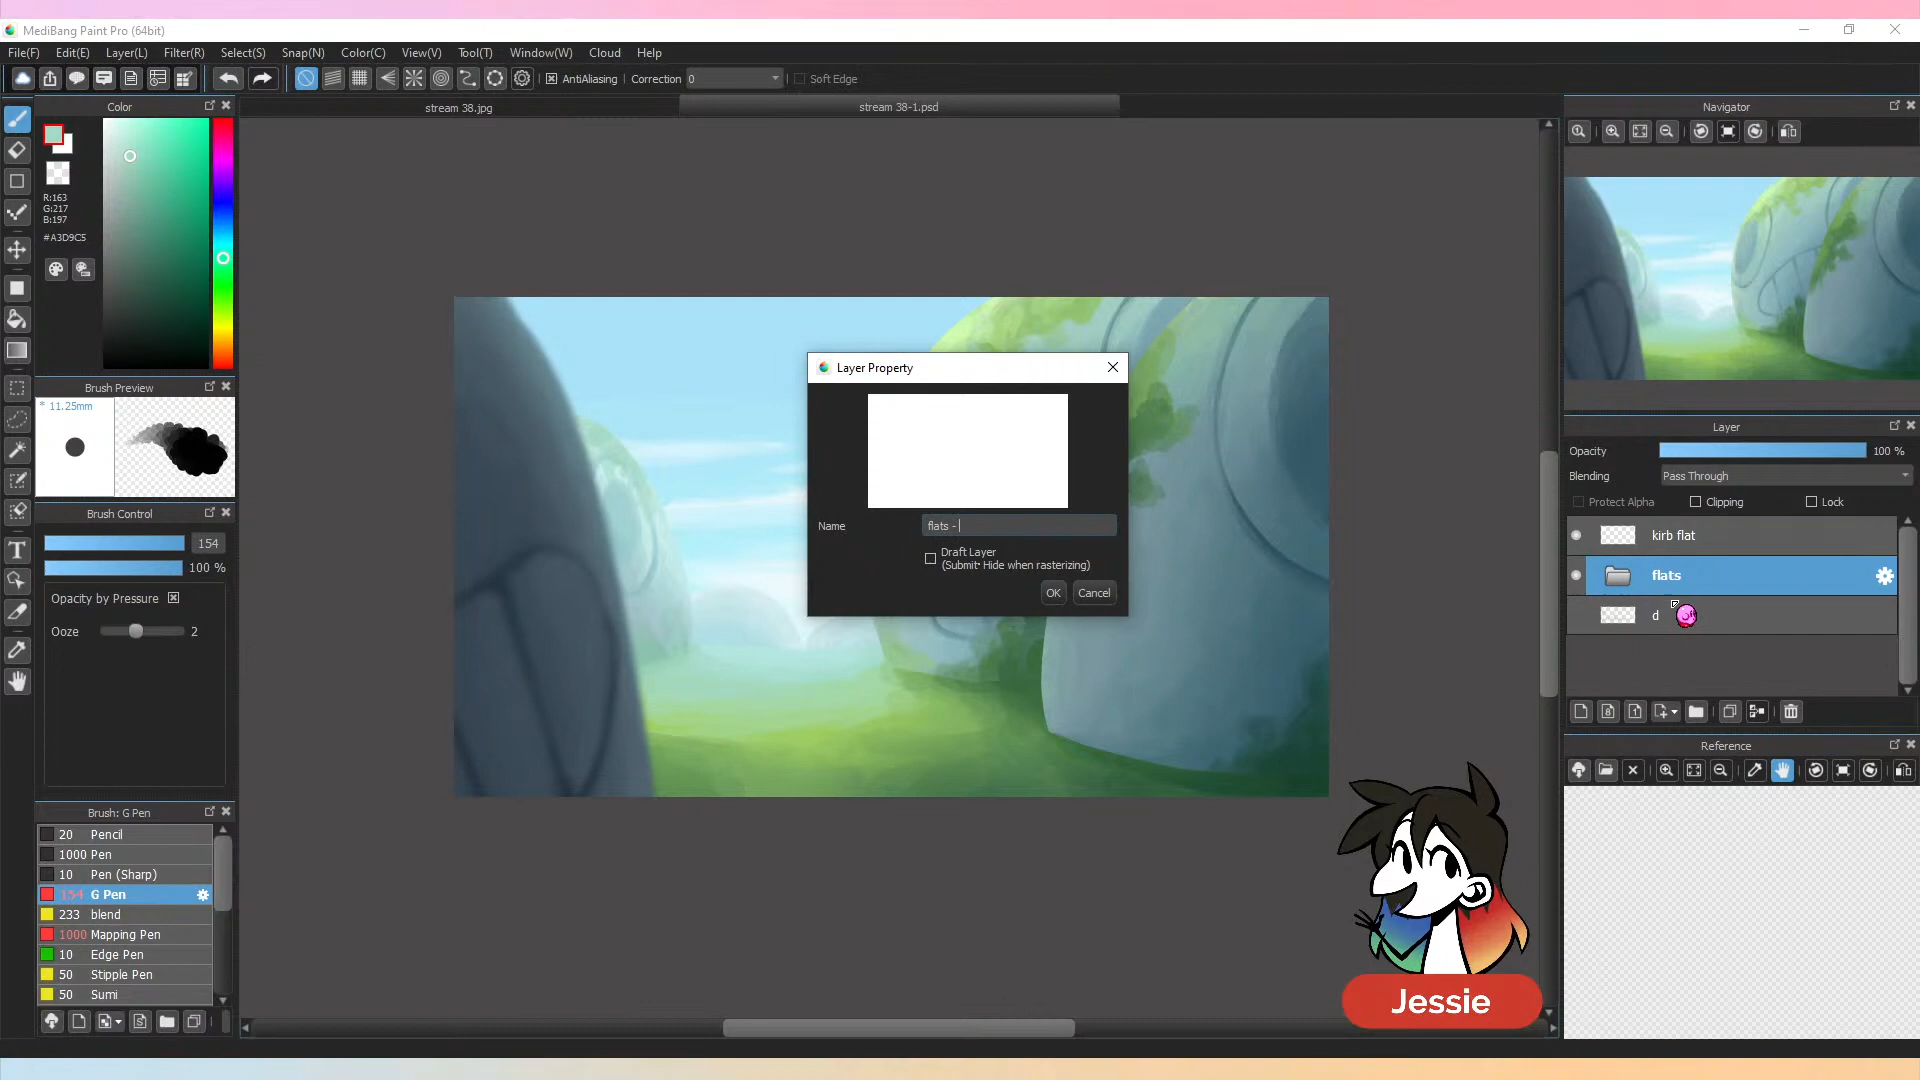 MediBang Paint Pro (64bit)
File(F) Edit(E) Layer(L) Filter(R) Select(S) Snap(N) Color(C) View(V) Tool(T) Window(W) Cloud Help
AntiAliasing Correction 0 Soft Edge
Color
stream 38.jpg
stream 38-1.psd
Navigator
R:163
G:217
B:197
#A3D9C5
Brush Preview
* 11.25mm
Brush Control
154
100 %
Opacity by Pressure
Ooze 2
Brush: G Pen
20 Pencil
1000 Pen
10 Pen (Sharp)
154 G Pen
233 blend
1000 Mapping Pen
10 Edge Pen
50 Stipple Pen
50 Sumi
Layer Property
Name flats -
Draft Layer
(Submit・Hide when rasterizing)
OK Cancel
Layer
Opacity 100 %
Blending Pass Through
Protect Alpha Clipping Lock
kirb flat
flats
d
Reference
Jessie